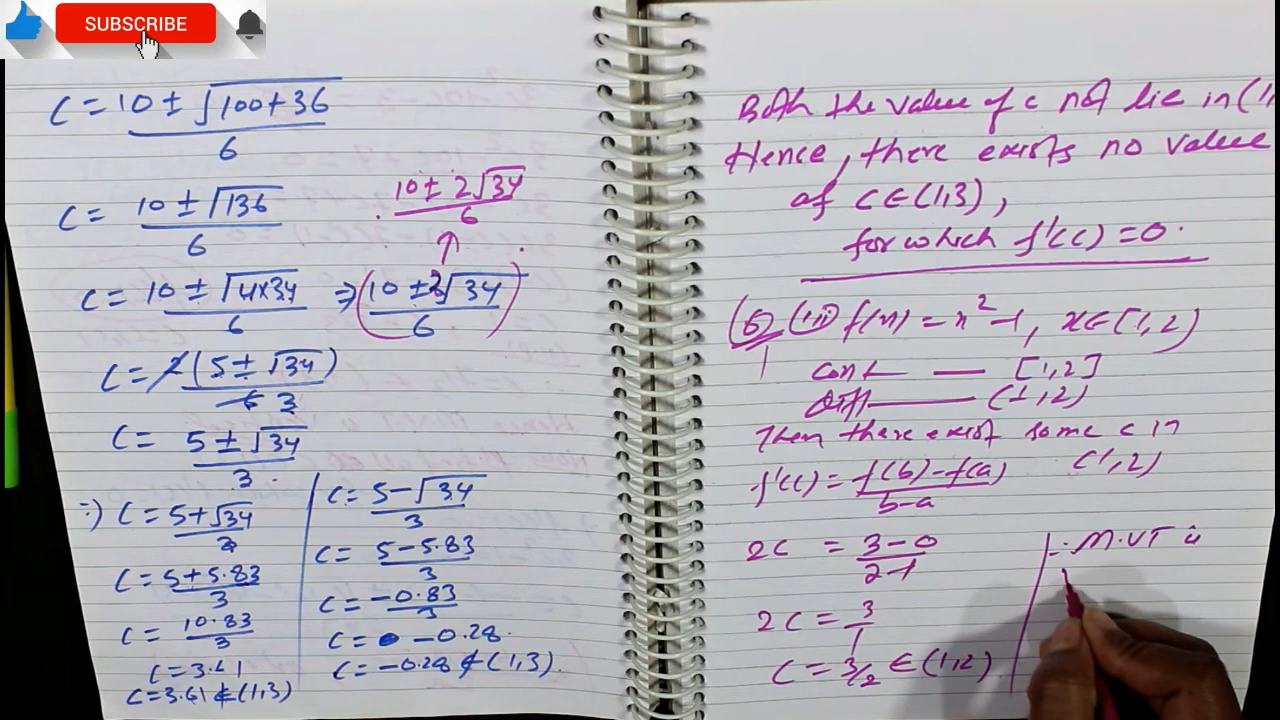 SUBSCRIBE
C = 10 ± √100+36 / 6
C = 10 ± √136 / 6
10 ± 2√34 / 6
C = 10 ± √4x34 / 6 ⇒ (10 ± 2√34 / 6)
C = 2(5 ± √34) / 6 3
C = 5 ± √34 / 3
⇒) C = 5+√34 / 3
C = 5+5.83 / 3
C = 10.83 / 3
C = 3.61
C = 3.61 ∉ (1,3)
C = 5-√34 / 3
C = 5-5.83 / 3
C = -0.83 / 3
C = -0.28.
C = -0.28 ∉ (1,3).
Both the value of c not lie in (1,
Hence, there exists no value
of C ∈ (1,3),
for which f'(c) = 0.
(6) (iii) f(x) = x² - 1, x ∈ [1,2)
cont — [1,2]
diff — (1,2)
Then there exist some c in
(1,2)
f'(c) = f(b) - f(a) / b-a
2C = 3-0 / 2-1
2C = 3 / 1
C = 3/2 ∈ (1,2)
∴ M.VT is